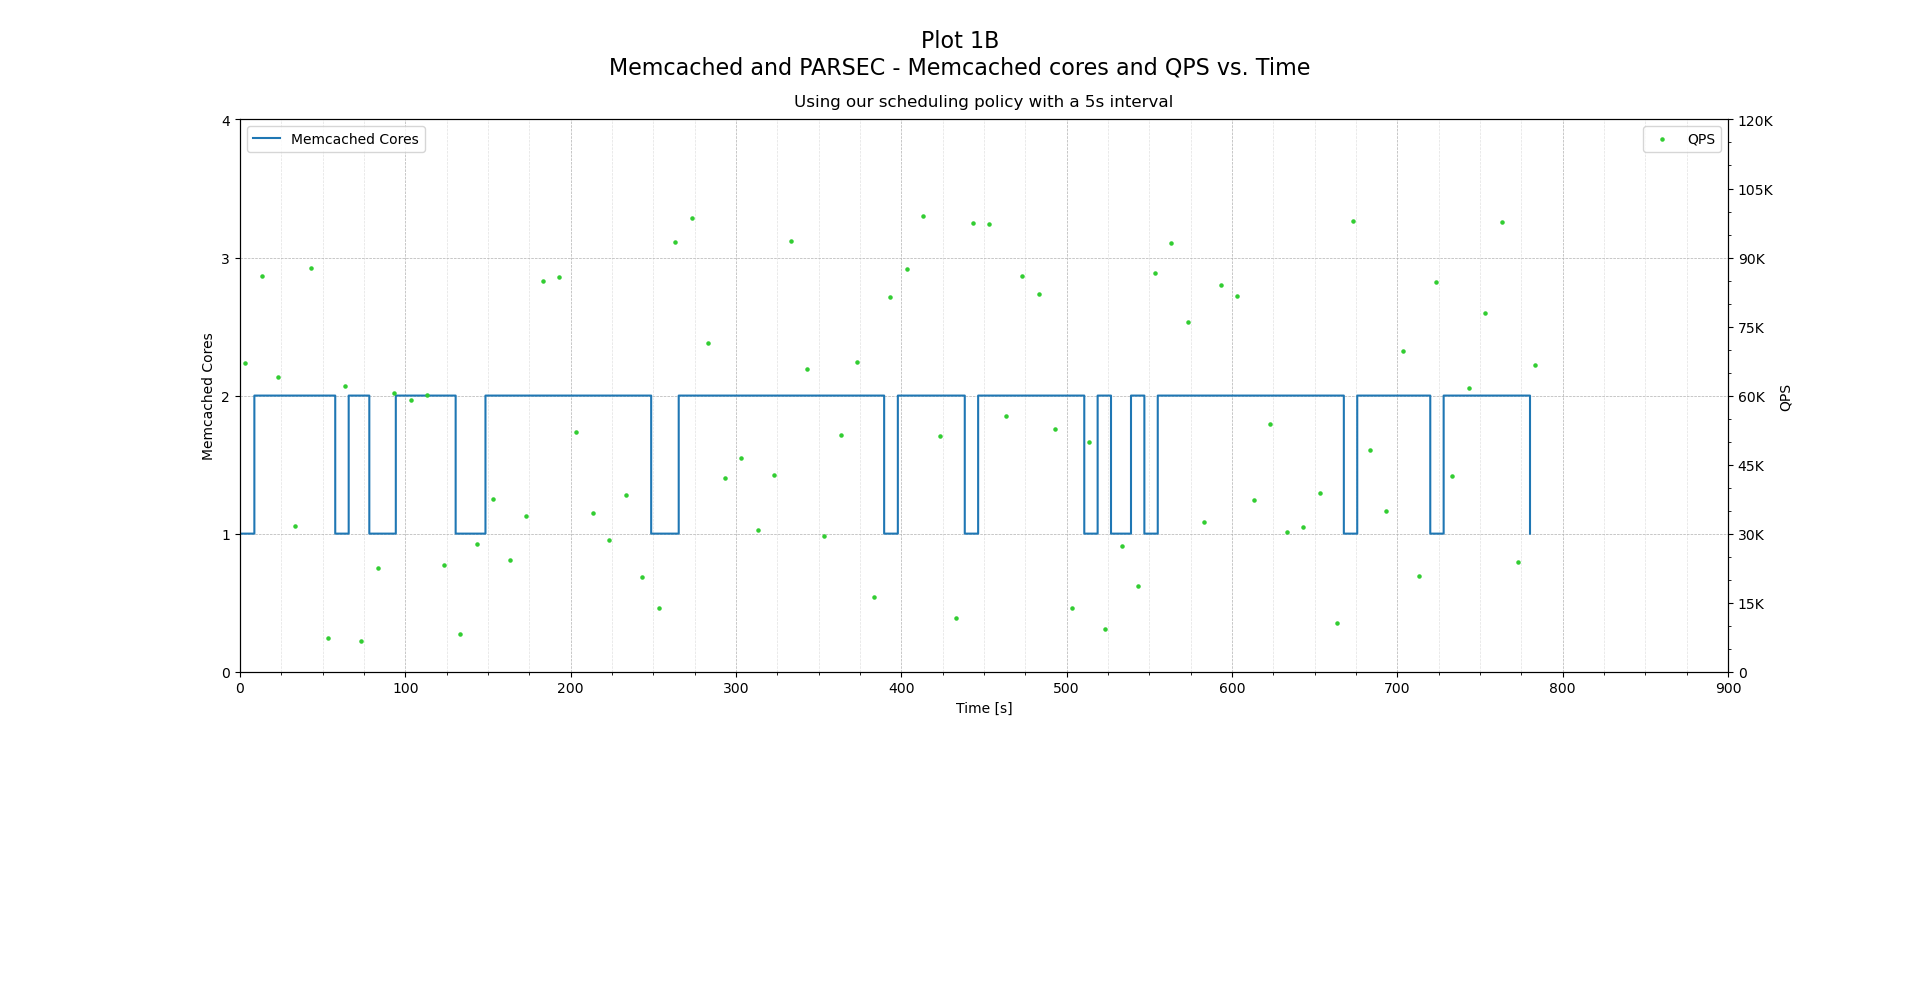 Plot 1B
Memcached and PARSEC - Memcached cores and QPS vs. Time
Using our scheduling policy with a 5s interval
Memcached Cores
QPS
4
3
2
1
0
Memcached Cores
120K
105K
90K
75K
60K
45K
30K
15K
0
QPS
0 100 200 300 400 500 600 700 800 900
Time [s]